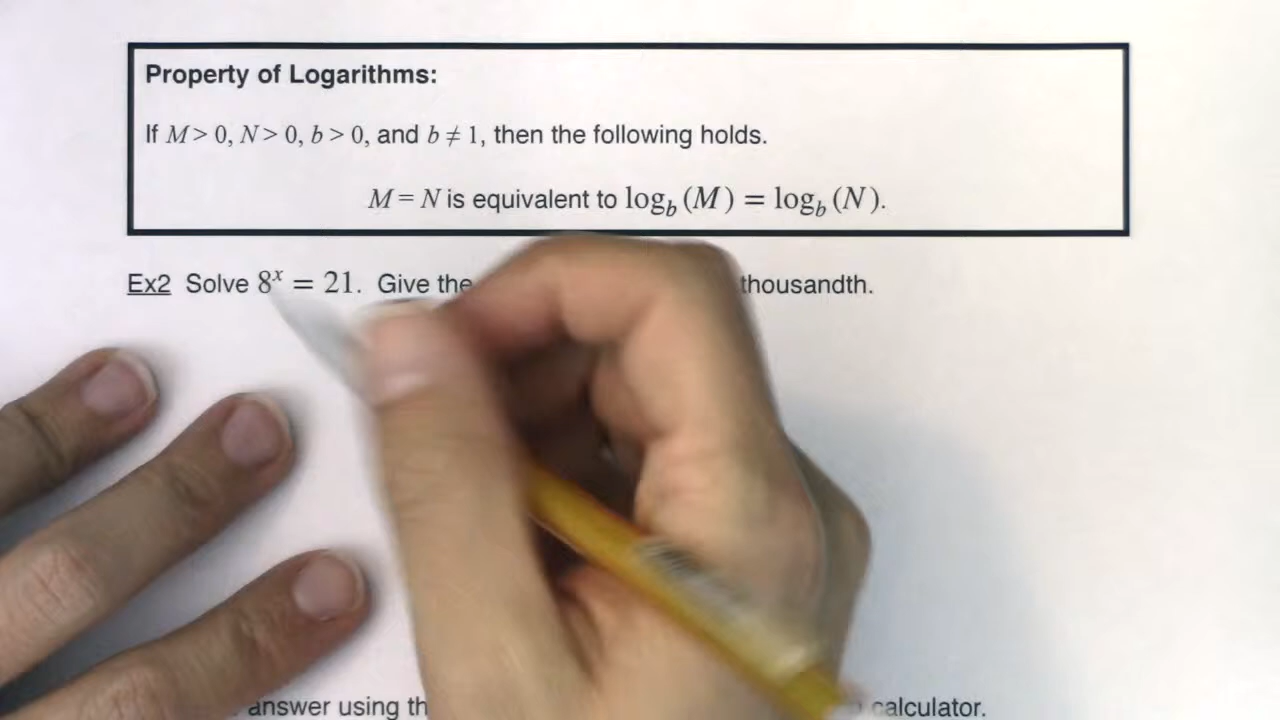 Property of Logarithms:
If M > 0, N > 0, b > 0, and b ≠ 1, then the following holds.
M = N is equivalent to log_b (M) = log_b (N).
Ex2 Solve 8^x = 21. Give the thousandth.
answer using calculator.